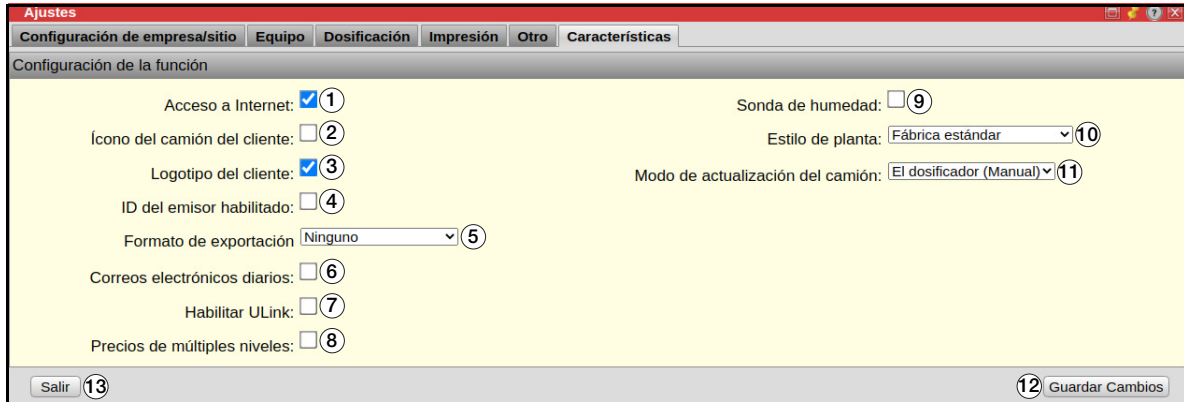 Ajustes
Configuración de empresa/sitio Equipo Dosificación Impresión Otro Características
Configuración de la función
Acceso a Internet: 1
Ícono del camión del cliente: 2
Logotipo del cliente: 3
ID del emisor habilitado: 4
Formato de exportación Ninguno 5
Correos electrónicos diarios: 6
Habilitar ULink: 7
Precios de múltiples niveles: 8
Sonda de humedad: 9
Estilo de planta: Fábrica estándar 10
Modo de actualización del camión: El dosificador (Manual) 11
Salir 13
12 Guardar Cambios